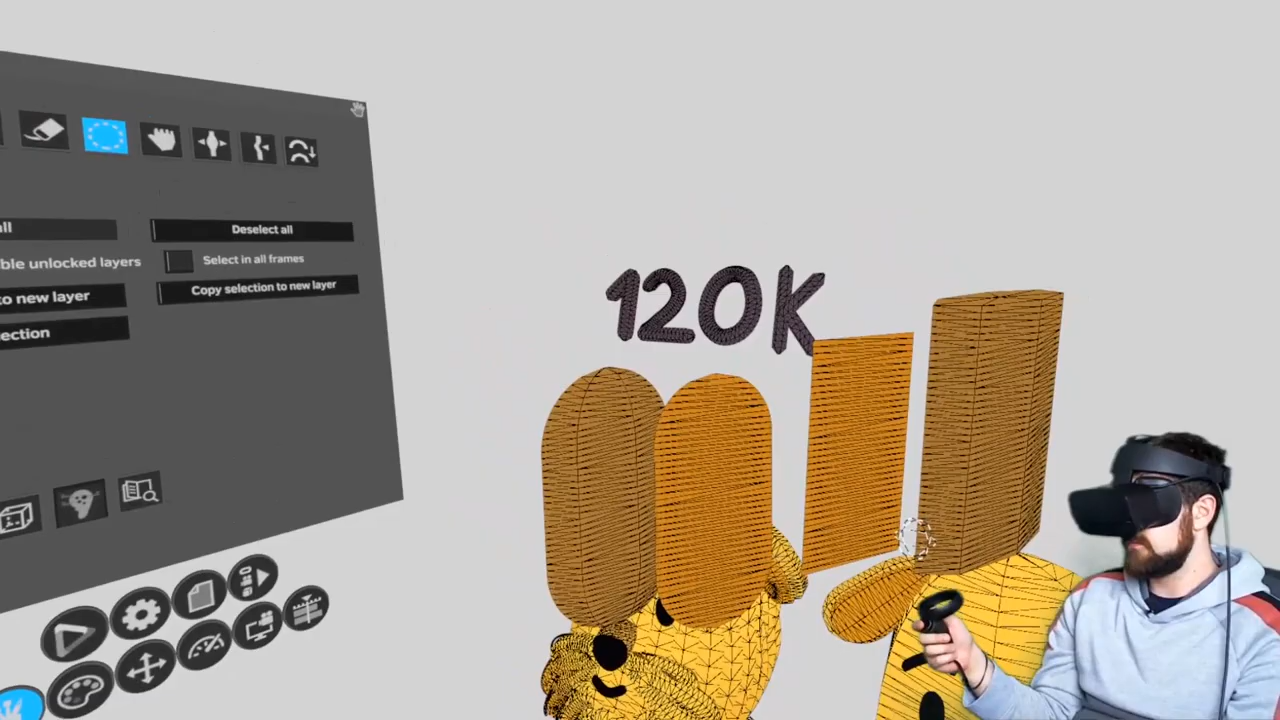 all
Deselect all
ble unlocked layers
Select in all frames
to new layer
Copy selection to new layer
ection
120K